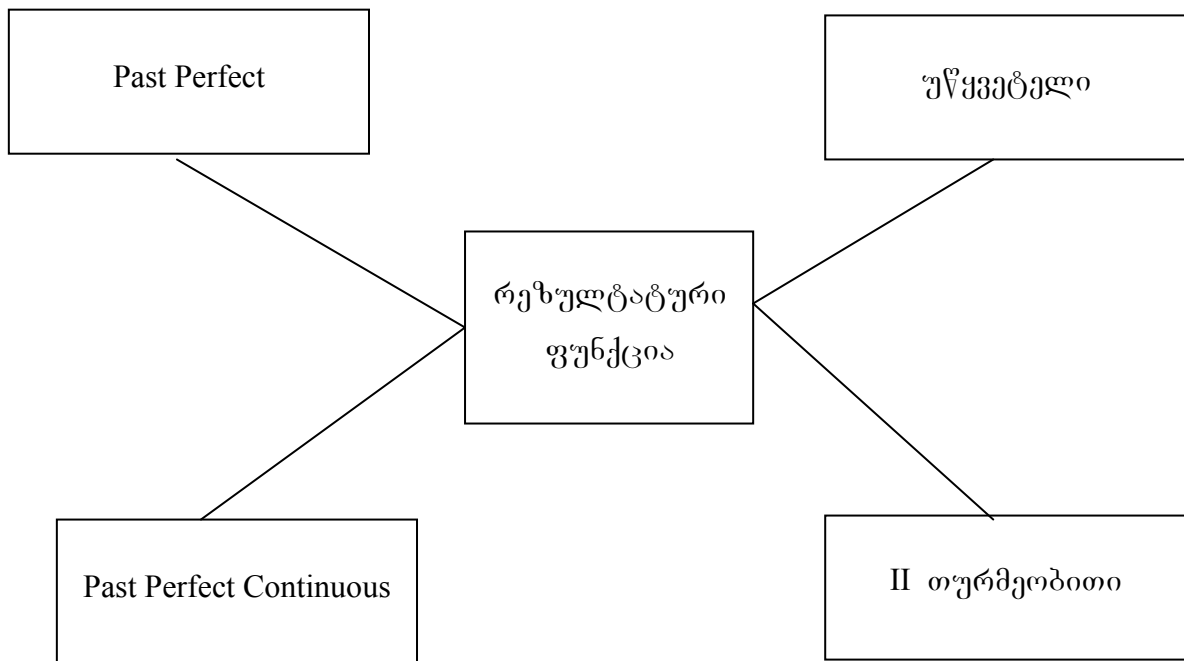 Past Perfect
უწყვეტელი
რეზულტატური
ფუნქცია
Past Perfect Continuous
II თურმეობითი